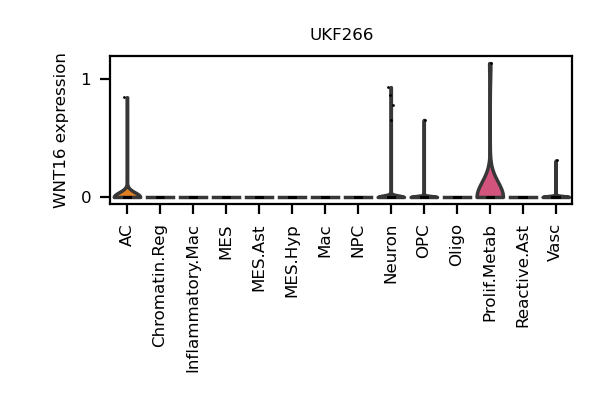 UKF266
WNT16 expression
1
0
AC
Chromatin.Reg
Inflammatory.Mac
MES
MES.Ast
MES.Hyp
Mac
NPC
Neuron
OPC
Oligo
Prolif.Metab
Reactive.Ast
Vasc